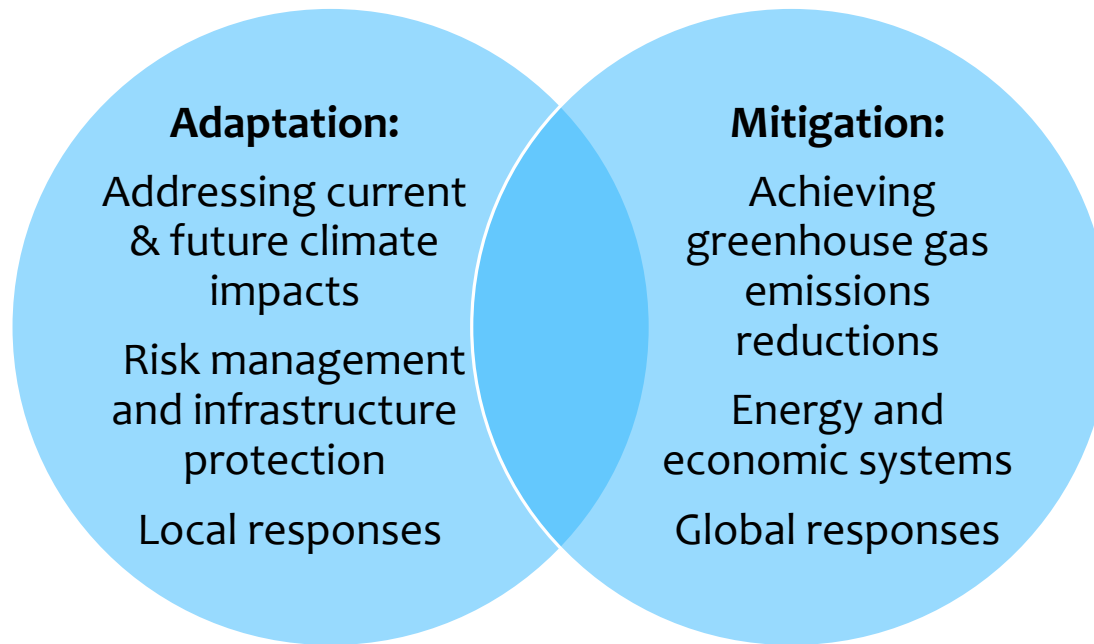 Adaptation:
Addressing current
& future climate
impacts
Risk management
and infrastructure
protection
Local responses
Mitigation:
Achieving
greenhouse gas
emissions
reductions
Energy and
economic systems
Global responses